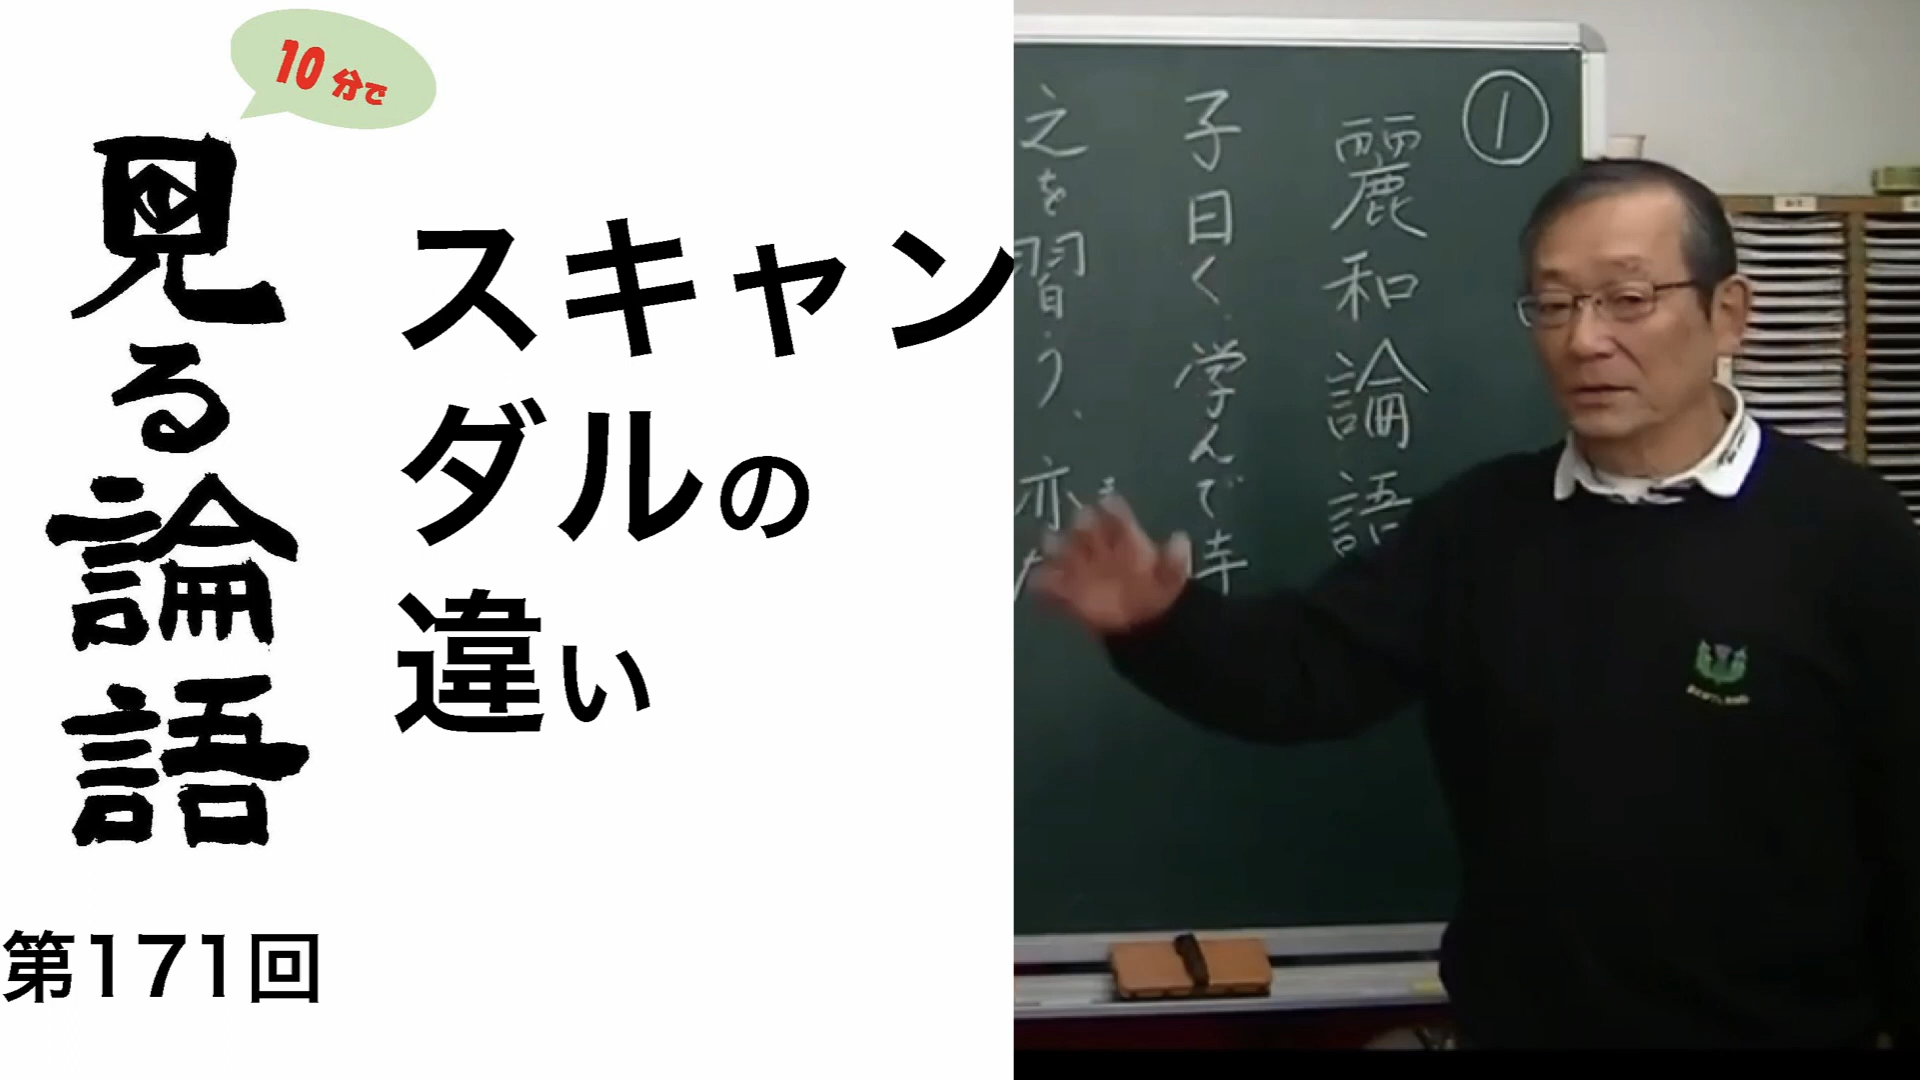 10分で
見る論語
スキャン
ダルの
違い
第171回
①
麗和論語
子曰く、学んで時
之を習う、亦